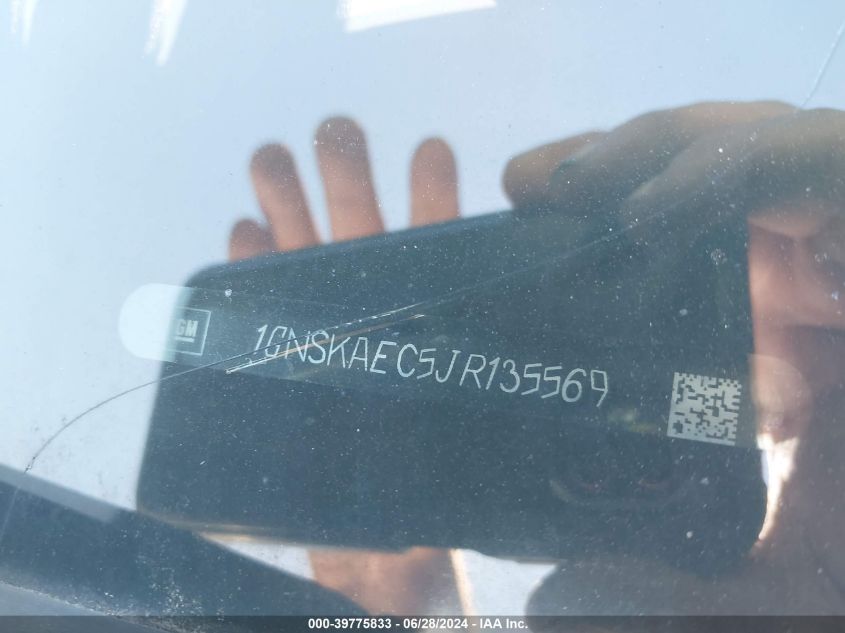 GM
1GNSKAEC5JR135569
000-39775833 - 06/28/2024 - IAA Inc.